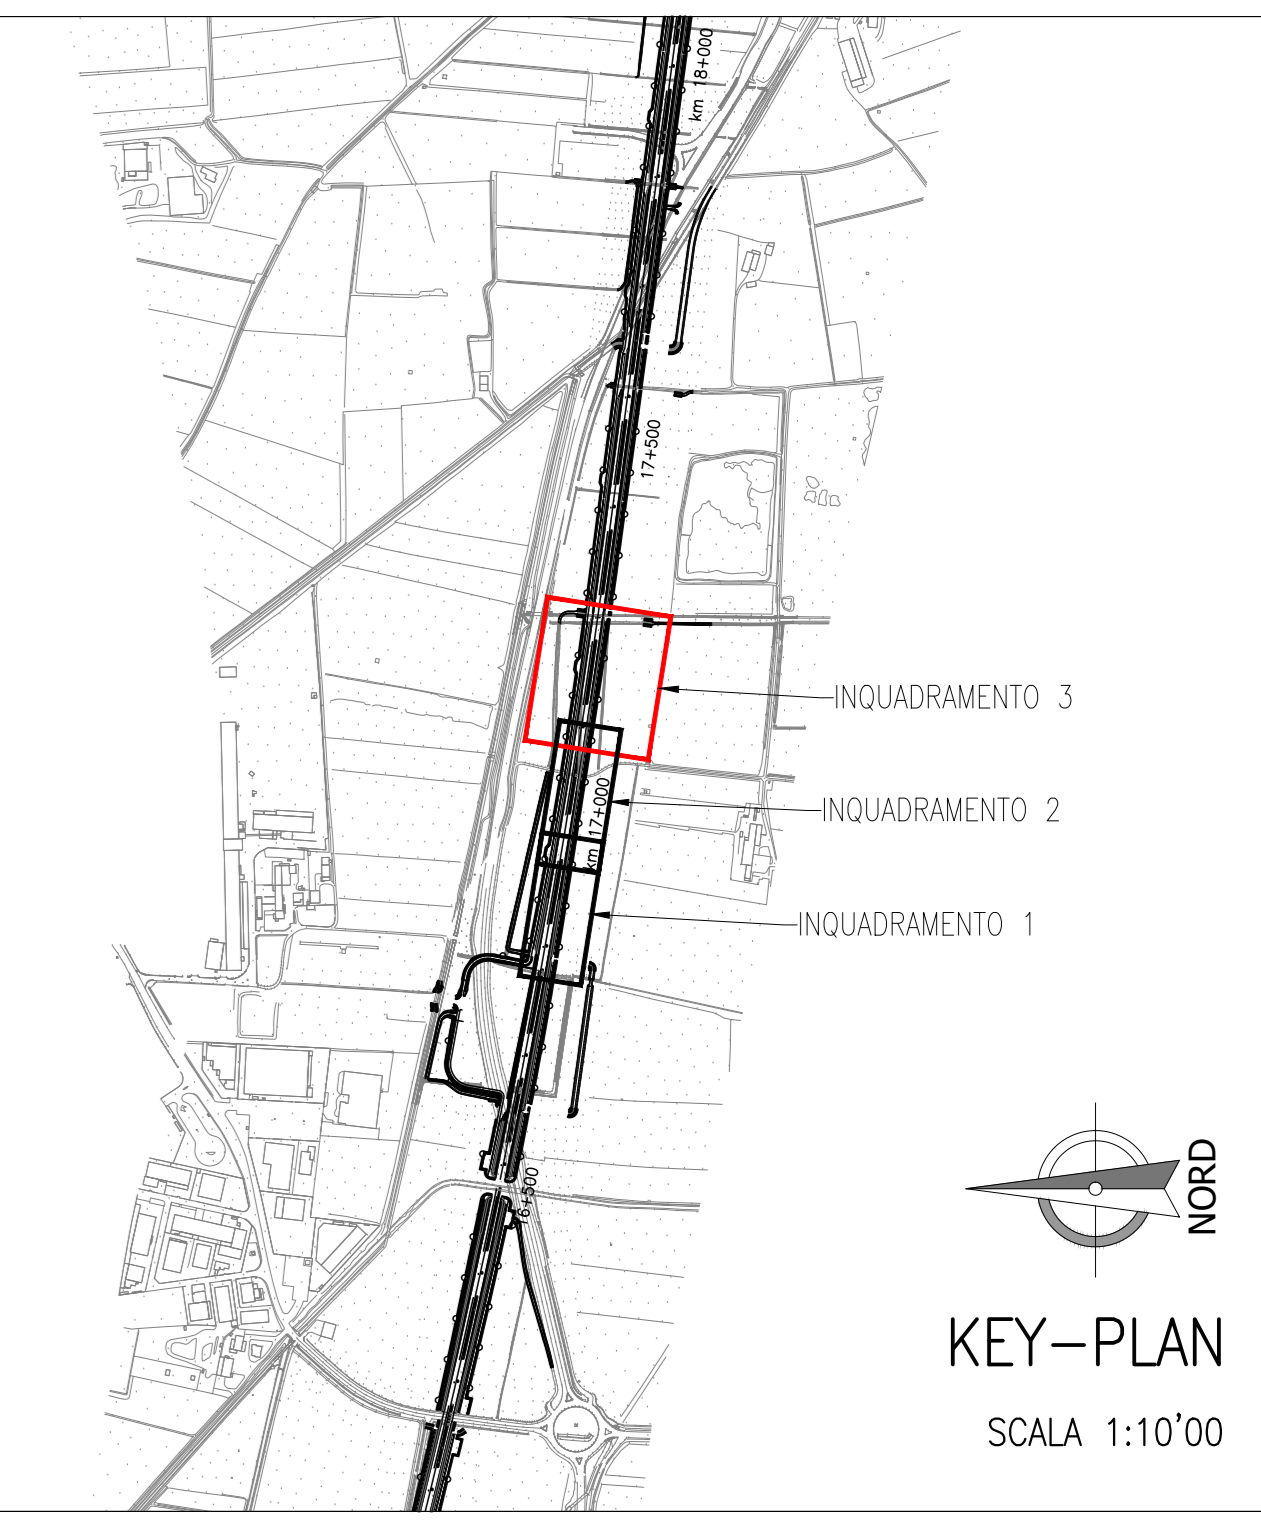 km 18+000
17+500
INQUADRAMENTO 3
km 17+000
INQUADRAMENTO 2
INQUADRAMENTO 1
16+500
NORD
KEY-PLAN
SCALA 1:10'00